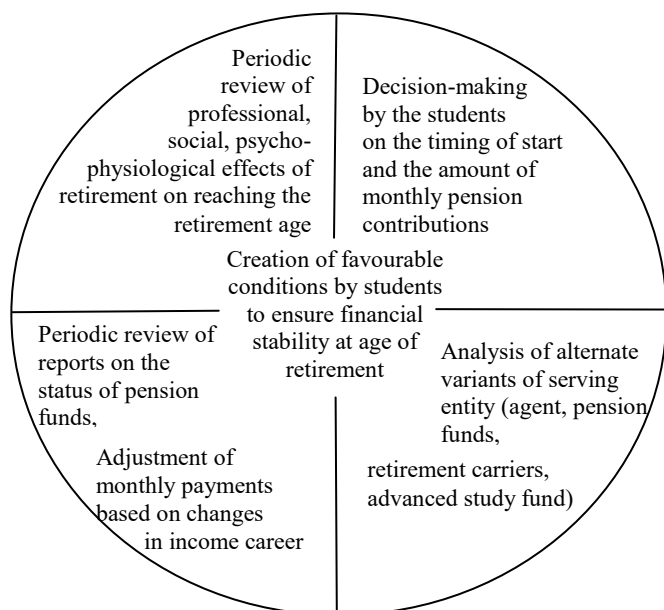 Periodic
review of
professional,
social, psycho-
physiological effects of
retirement on reaching the
retirement age
Decision-making
by the students
on the timing of start
and the amount of
monthly pension
contributions
Creation of favourable
conditions by students
to ensure financial
stability at age of
retirement
Periodic review of
reports on the
status of pension
funds,
Adjustment of
monthly payments
based on changes
in income career
Analysis of alternate
variants of serving
entity (agent, pension
funds,
retirement carriers,
advanced study fund)